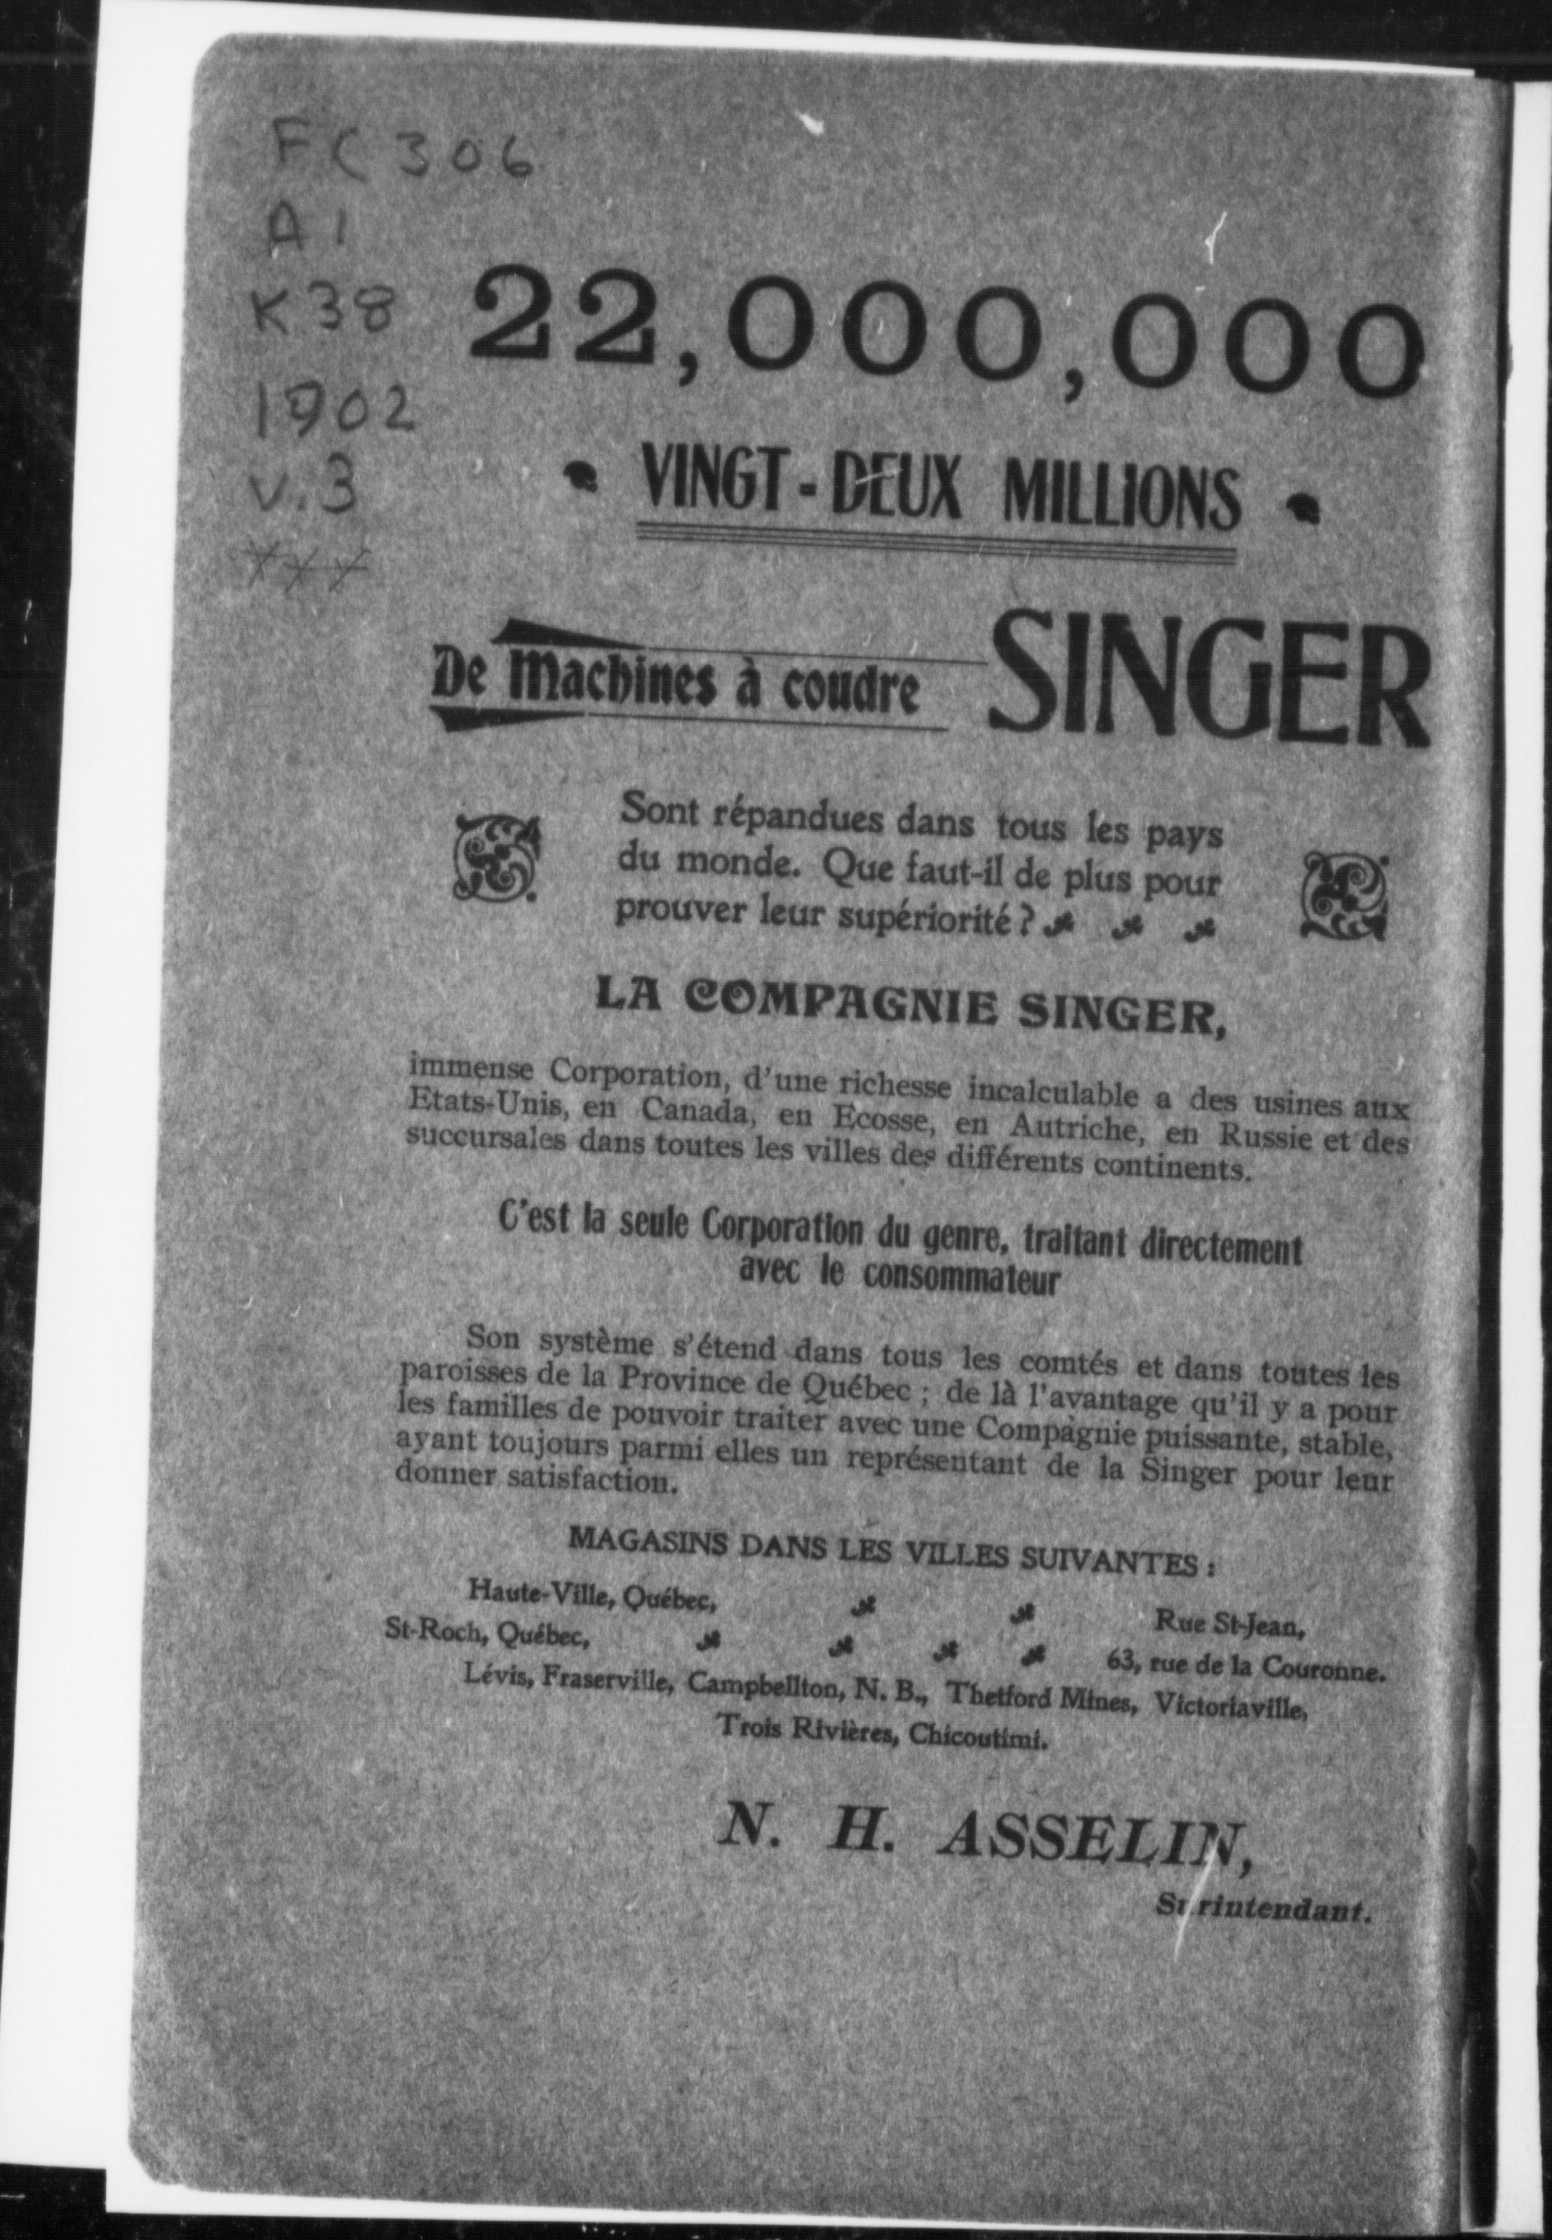 FC 306
A1
K38
1902
v.3
xxx
22,000,000
VINGT-DEUX MILLIONS
De Machines à coudre SINGER
Sont répandues dans tous les pays
du monde. Que faut-il de plus pour
prouver leur supériorité?
LA COMPAGNIE SINGER,
immense Corporation, d'une richesse incalculable a des usines aux
Etats-Unis, en Canada, en Ecosse, en Autriche, en Russie et des
succursales dans toutes les villes des différents continents.
C'est la seule Corporation du genre, traitant directement
avec le consommateur
Son système s'étend dans tous les comtés et dans toutes les
paroisses de la Province de Québec ; de là l'avantage qu'il y a pour
les familles de pouvoir traiter avec une Compagnie puissante, stable,
ayant toujours parmi elles un représentant de la Singer pour leur
donner satisfaction.
MAGASINS DANS LES VILLES SUIVANTES :
Haute-Ville, Québec, Rue St-Jean,
St-Roch, Québec, 63, rue de la Couronne.
Lévis, Fraserville, Campbellton, N. B., Thetford Mines, Victoriaville,
Trois Rivières, Chicoutimi.
N. H. ASSELIN,
Surintendant.